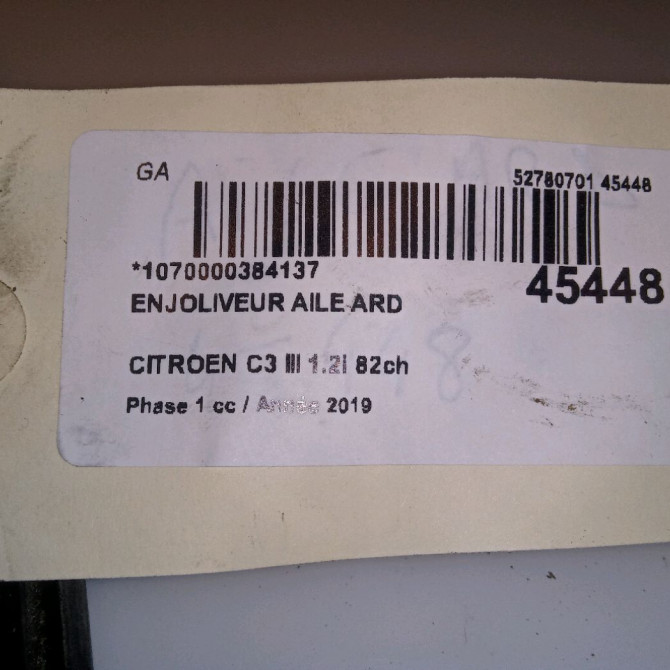 GA
52780701 45448
*1070000384137
45448
ENJOLIVEUR AILE ARD
CITROEN C3 III 1.2i 82ch
Phase 1 cc / Année 2019